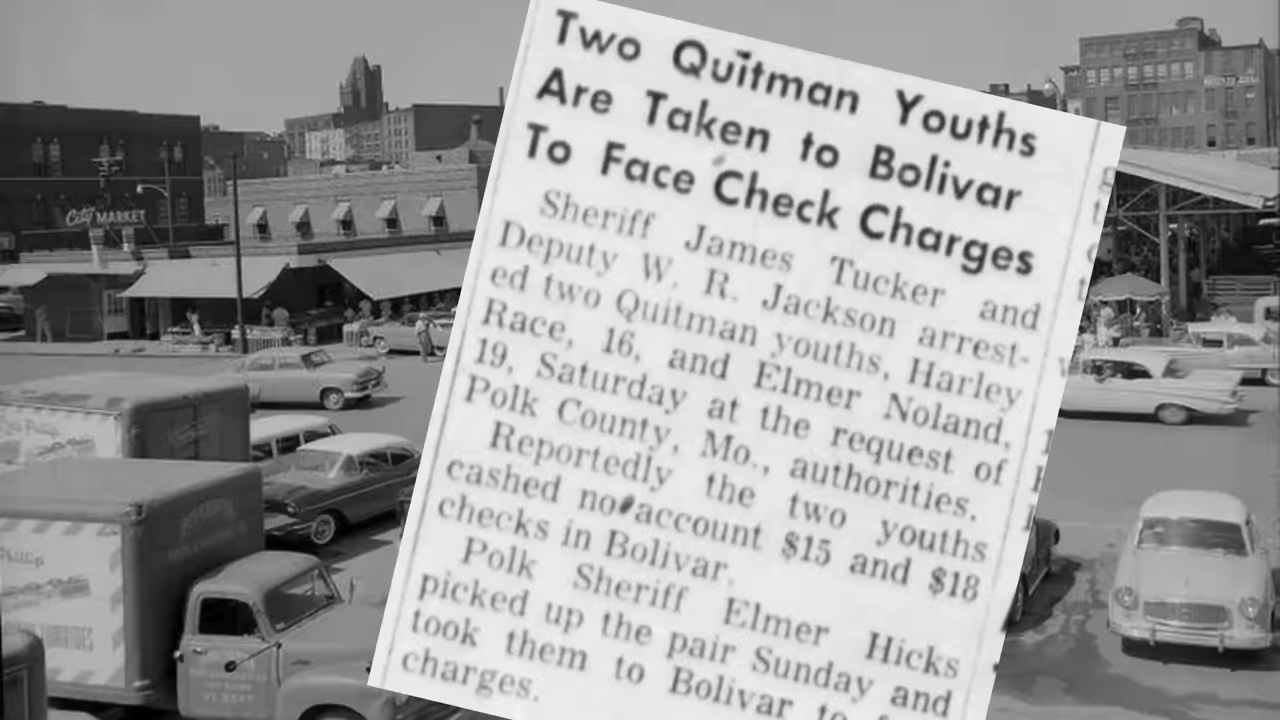 Two Quitman Youths
Are Taken to Bolivar
To Face Check Charges
Sheriff James Tucker and
Deputy W. R. Jackson arrest-
ed two Quitman youths, Harley
Race, 16, and Elmer Noland,
19, Saturday at the request of
Polk County, Mo., authorities.
Reportedly the two youths
cashed no account $15 and $18
checks in Bolivar.
Polk Sheriff Elmer Hicks
picked up the pair Sunday and
took them to Bolivar to
charges.
City MARKET